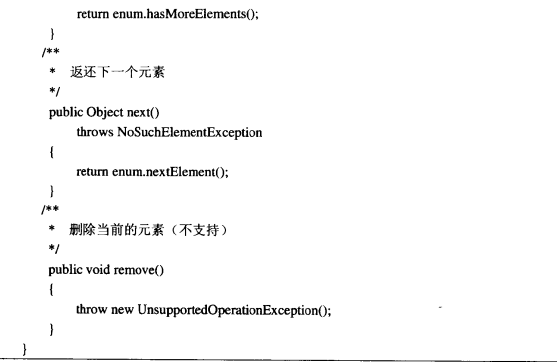 return enum.hasMoreElements();
}
/**
* 返还下一个元素
*/
public Object next()
throws NoSuchElementException
{
return enum.nextElement();
}
/**
* 删除当前的元素（不支持）
*/
public void remove()
{
throw new UnsupportedOperationException();
}
}